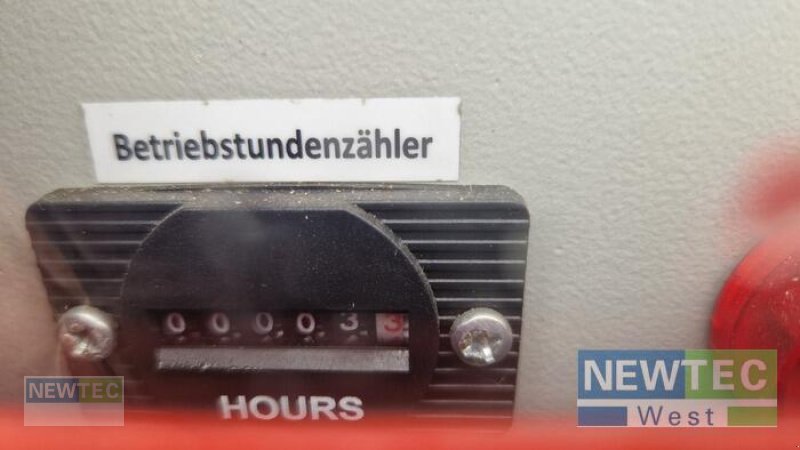 Betriebstundenzähler
0 0 0 0 3 3
HOURS
NEWTEC
NEWTEC
West